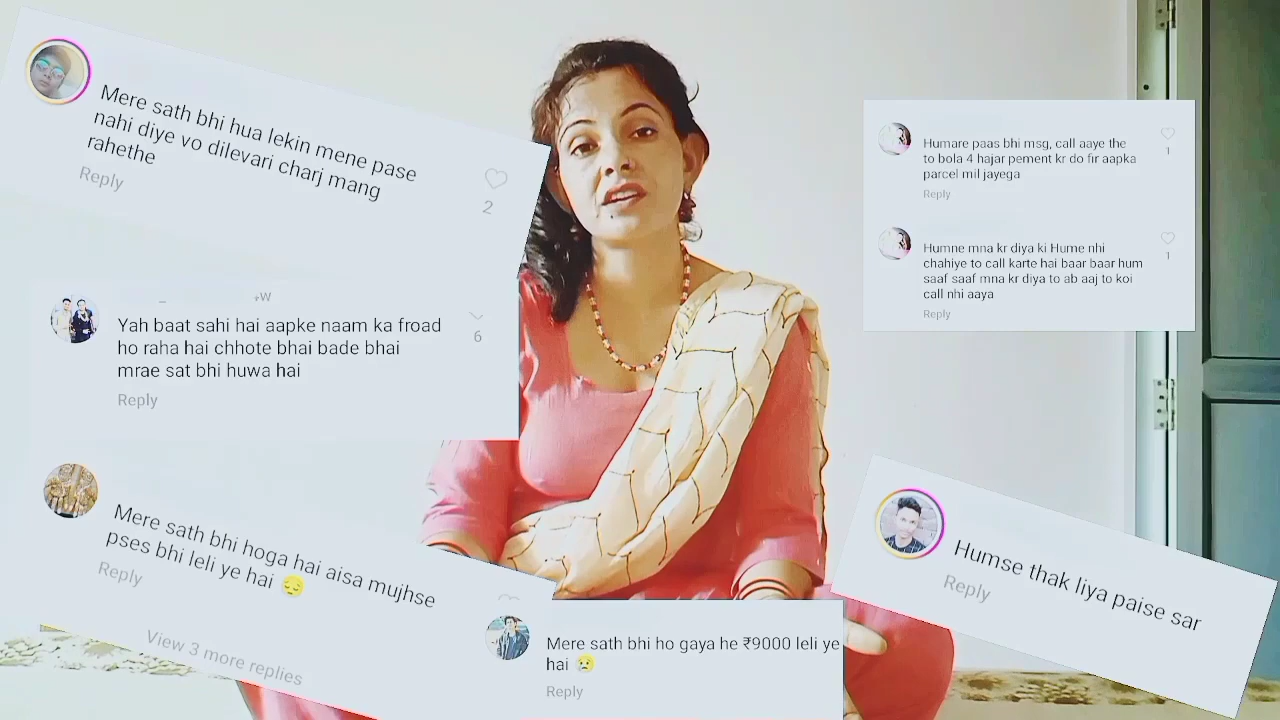 Mere sath bhi hua lekin mene pase
nahi diye vo dilevari charj mang
rahethe
Reply
2
Yah baat sahi hai aapke naam ka froad
ho raha hai chhote bhai bade bhai
mrae sat bhi huwa hai
Reply
6
Mere sath bhi hoga hai aisa mujhse
pses bhi leli ye hai 😔
Reply
View 3 more replies
Mere sath bhi ho gaya he ₹9000 leli ye
hai 😢
Reply
Humare paas bhi msg, call aaye the
to bola 4 hajar pement kr do fir aapka
parcel mil jayega
Reply
1
Humne mna kr diya ki Hume nhi
chahiye to call karte hai baar baar hum
saaf saaf mna kr diya to ab aaj to koi
call nhi aaya
Reply
1
Humse thak liya paise sar
Reply